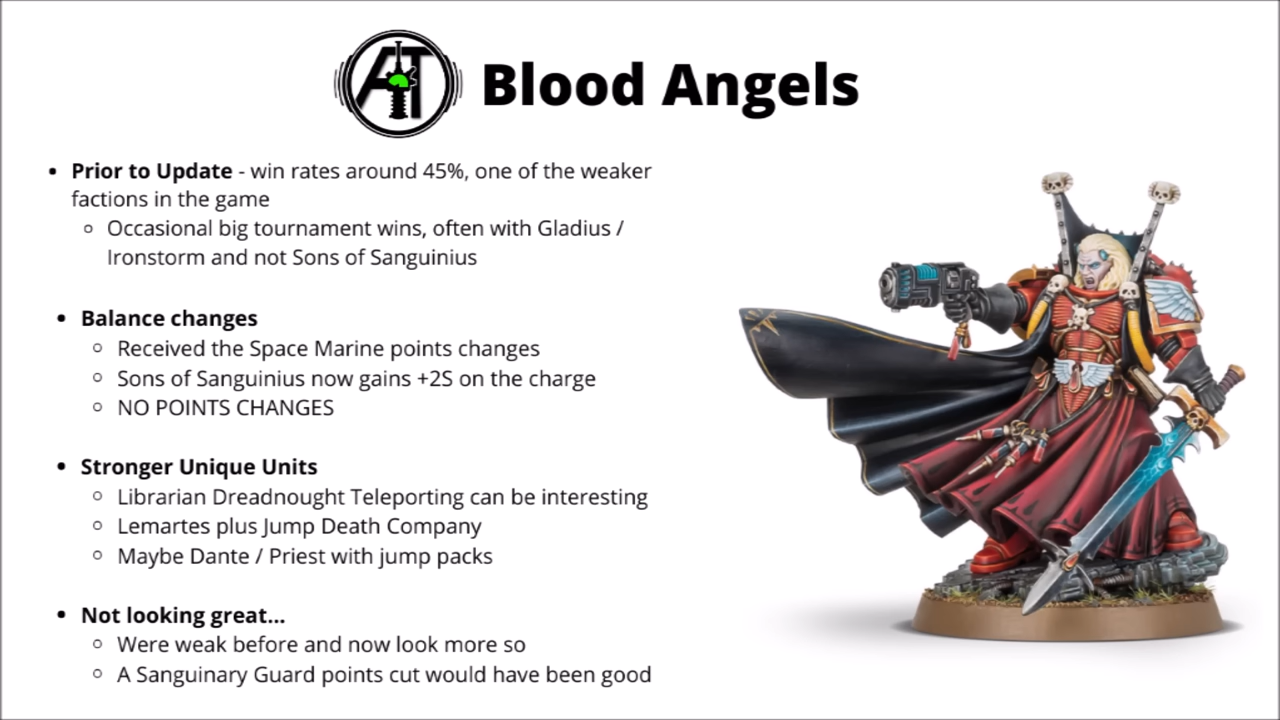 AT
Blood Angels
• Prior to Update - win rates around 45%, one of the weaker
factions in the game
○ Occasional big tournament wins, often with Gladius /
Ironstorm and not Sons of Sanguinius
• Balance changes
○ Received the Space Marine points changes
○ Sons of Sanguinius now gains +2S on the charge
○ NO POINTS CHANGES
• Stronger Unique Units
○ Librarian Dreadnought Teleporting can be interesting
○ Lemartes plus Jump Death Company
○ Maybe Dante / Priest with jump packs
• Not looking great...
○ Were weak before and now look more so
○ A Sanguinary Guard points cut would have been good